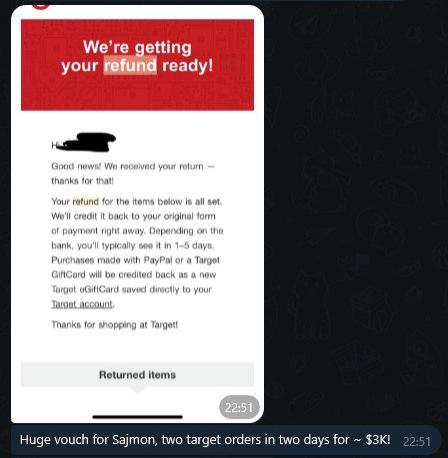 We're getting
your refund ready!
Hi
Good news! We received your return —
thanks for that!
Your refund for the items below is all set.
We'll credit it back to your original form
of payment right away. Depending on the
bank, you'll typically see it in 1–5 days.
Purchases made with PayPal or a Target
GiftCard will be credited back as a new
Target eGiftCard saved directly to your
Target account.
Thanks for shopping at Target!
Returned items
22:51
Huge vouch for Sajmon, two target orders in two days for ~ $3K! 22:51